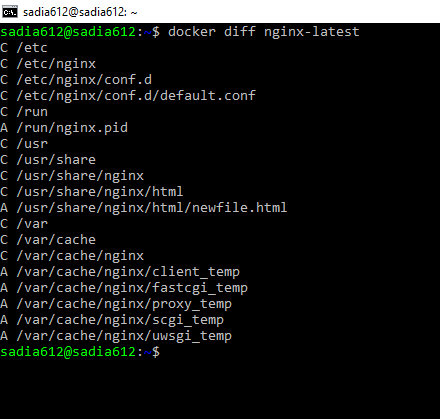 sadia612@sadia612: ~
sadia612@sadia612:~$ docker diff nginx-latest
C /etc
C /etc/nginx
C /etc/nginx/conf.d
C /etc/nginx/conf.d/default.conf
C /run
A /run/nginx.pid
C /usr
C /usr/share
C /usr/share/nginx
C /usr/share/nginx/html
A /usr/share/nginx/html/newfile.html
C /var
C /var/cache
C /var/cache/nginx
A /var/cache/nginx/client_temp
A /var/cache/nginx/fastcgi_temp
A /var/cache/nginx/proxy_temp
A /var/cache/nginx/scgi_temp
A /var/cache/nginx/uwsgi_temp
sadia612@sadia612:~$